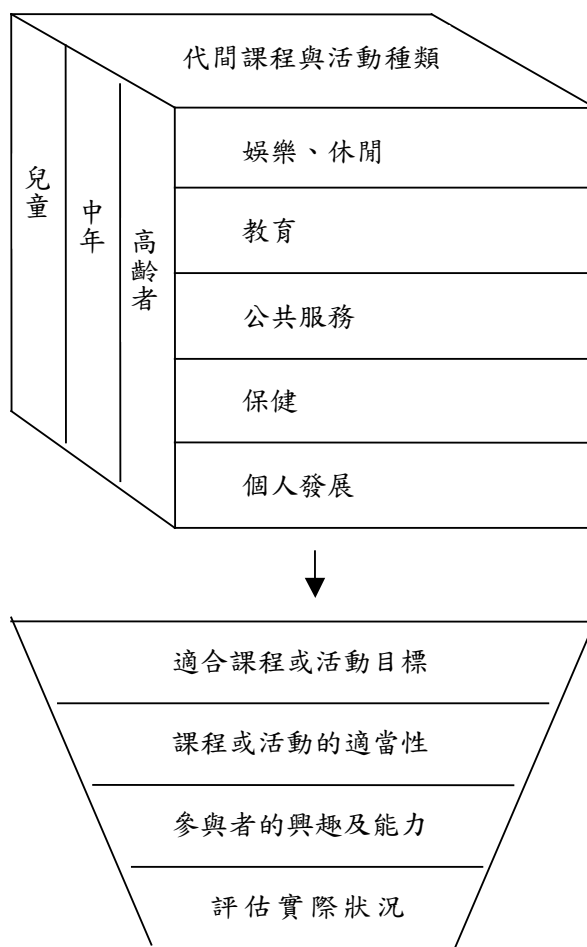 代間課程與活動種類
兒童
中年
高齡者
娛樂、休閒
教育
公共服務
保健
個人發展
適合課程或活動目標
課程或活動的適當性
參與者的興趣及能力
評估實際狀況